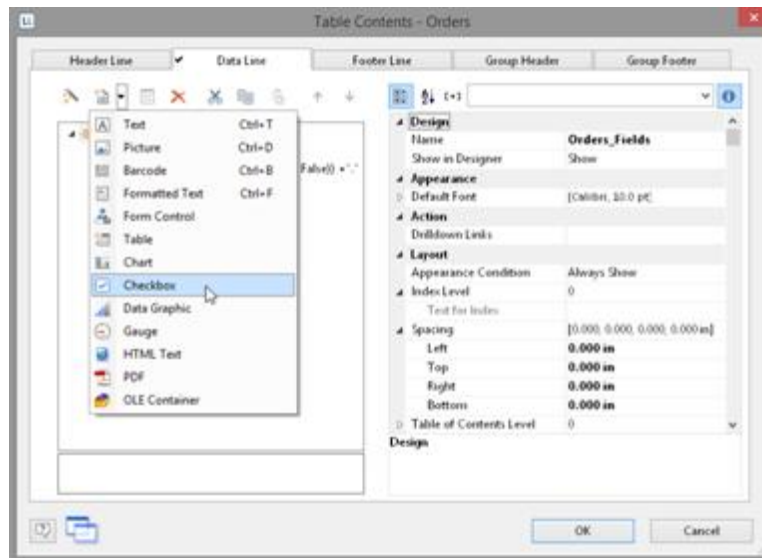 Table Contents - Orders
Header Line
Data Line
Footer Line
Group Header
Group Footer
Text Ctrl+T
Picture Ctrl+D
Barcode Ctrl+B
Formatted Text Ctrl+F
Form Control
Table
Chart
Checkbox
Data Graphic
Gauge
HTML Text
PDF
OLE Container
False)) +"."
Design
Name Orders_Fields
Show in Designer Show
Appearance
Default Font [Calibri, 10.0 pt]
Action
Drilldown Links
Layout
Appearance Condition Always Show
Index Level 0
Text for Index
Spacing [0.000, 0.000, 0.000, 0.000 in]
Left 0.000 in
Top 0.000 in
Right 0.000 in
Bottom 0.000 in
Table of Contents Level 0
Design
OK
Cancel